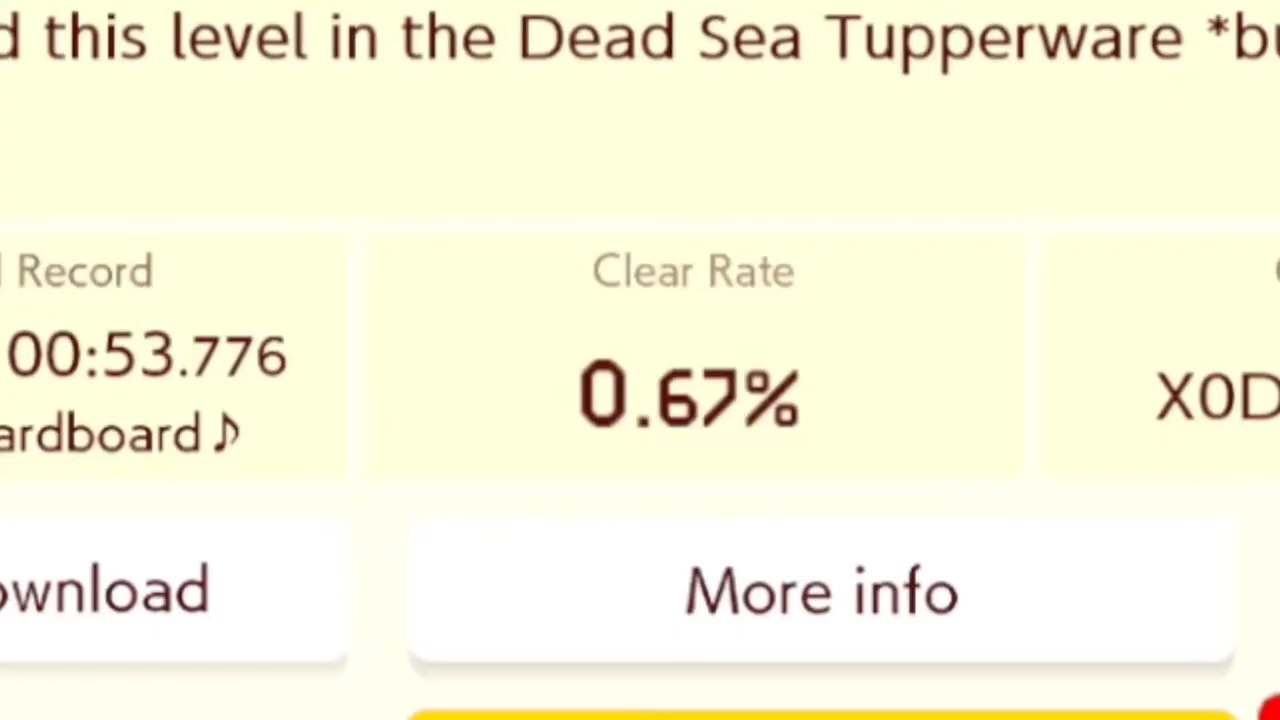 d this level in the Dead Sea Tupperware *bu
Record
Clear Rate
00:53.776
0.67%
X0D
ardboard♪
ownload
More info